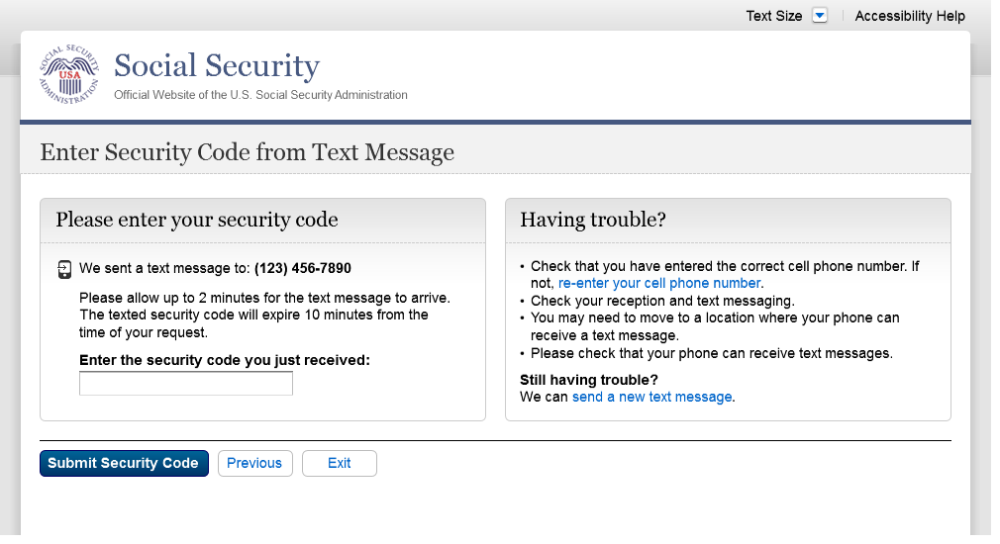 Text Size
Accessibility Help
SOCIAL SECURITY ADMINISTRATION
USA
Social Security
Official Website of the U.S. Social Security Administration
Enter Security Code from Text Message
Please enter your security code
We sent a text message to: (123) 456-7890
Please allow up to 2 minutes for the text message to arrive.
The texted security code will expire 10 minutes from the
time of your request.
Enter the security code you just received:
Having trouble?
• Check that you have entered the correct cell phone number. If
not, re-enter your cell phone number.
• Check your reception and text messaging.
• You may need to move to a location where your phone can
receive a text message.
• Please check that your phone can receive text messages.
Still having trouble?
We can send a new text message.
Submit Security Code
Previous
Exit